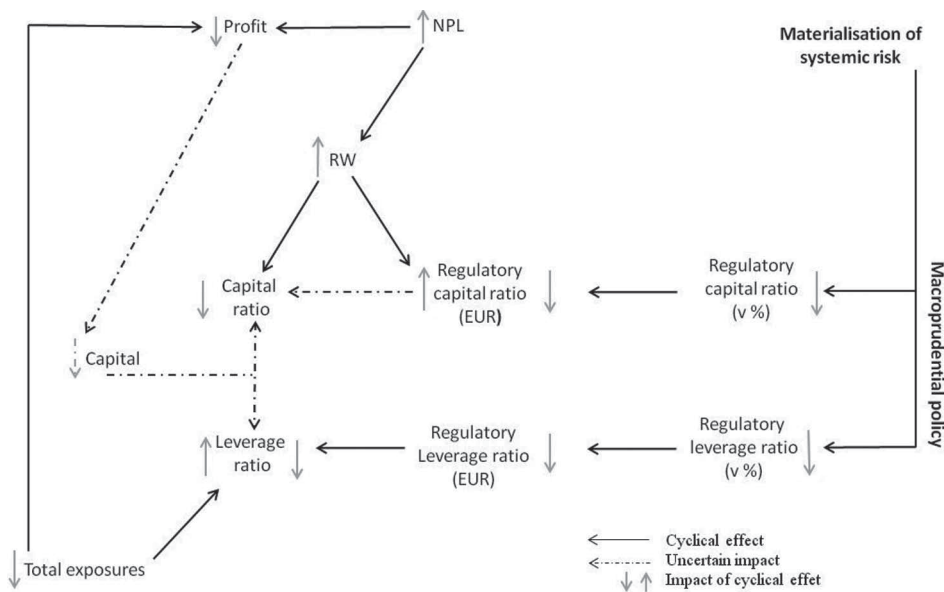 Profit
NPL
Materialisation of
systemic risk
RW
Capital
ratio
Regulatory
capital ratio
(EUR)
Regulatory
capital ratio
(v %)
Macroprudential policy
Capital
Leverage
ratio
Regulatory
Leverage ratio
(EUR)
Regulatory
leverage ratio
(v %)
Total exposures
Cyclical effect
Uncertain impact
Impact of cyclical effet